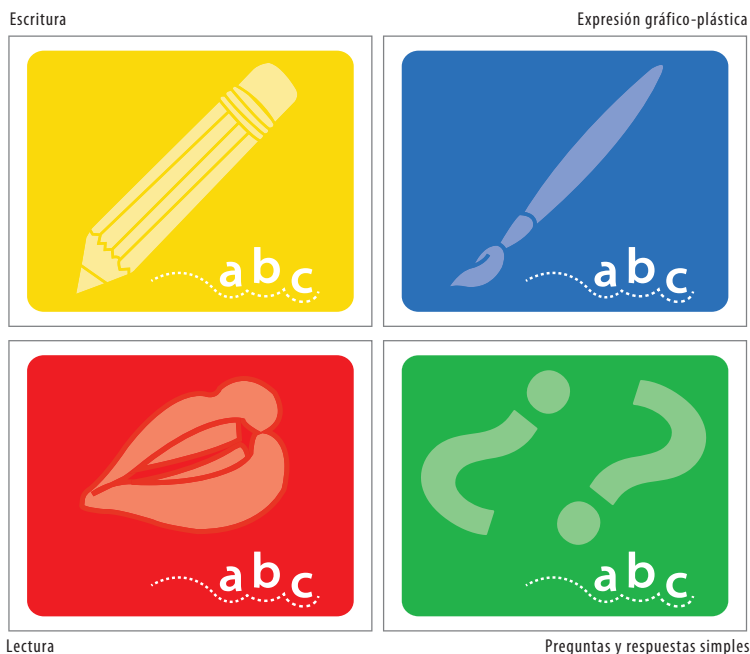 Escritura
Expresión gráfico-plástica
abc
abc
abc
abc
Lectura
Preguntas y respuestas simples